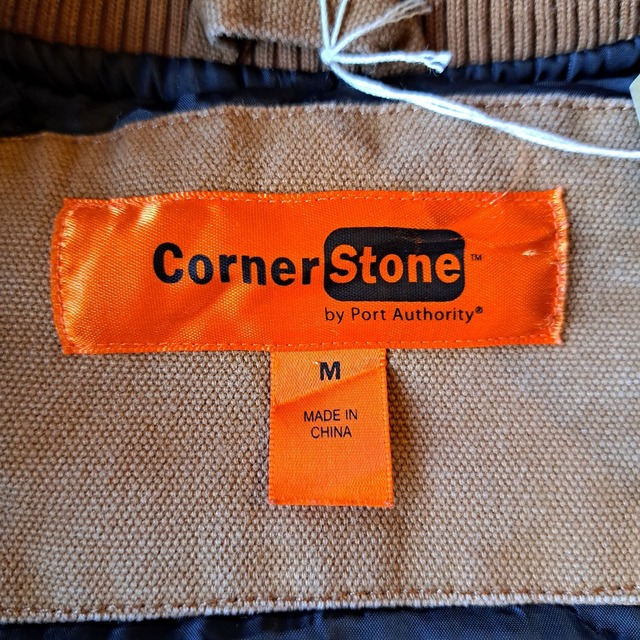 CornerStone™
by Port Authority®
M
MADE IN
CHINA